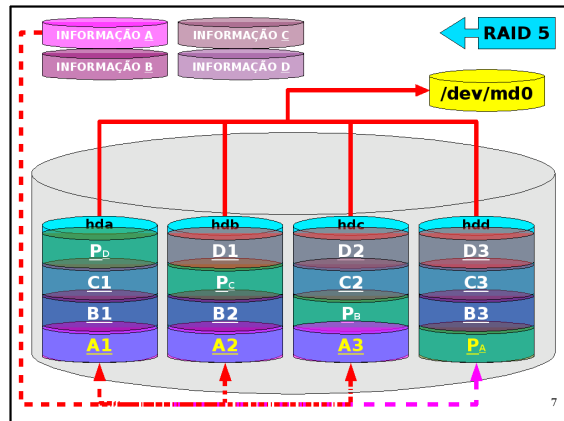 INFORMAÇÃO A
INFORMAÇÃO C
RAID 5
INFORMAÇÃO B
INFORMAÇÃO D
/dev/md0
hda
hdb
hdc
hdd
PD
D1
D2
D3
C1
PC
C2
C3
B1
B2
PB
B3
A1
A2
A3
PA
7